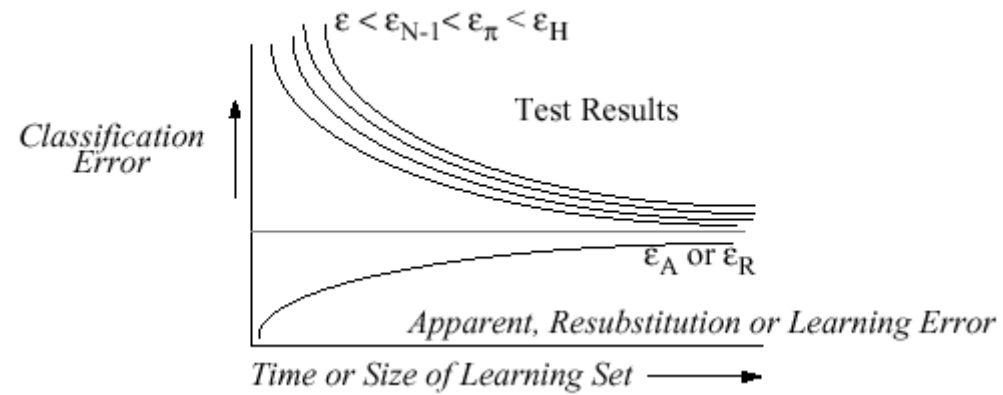 ε < ε_N-1 < ε_π < ε_H
Test Results
Classification
Error
ε_A or ε_R
Apparent, Resubstitution or Learning Error
Time or Size of Learning Set